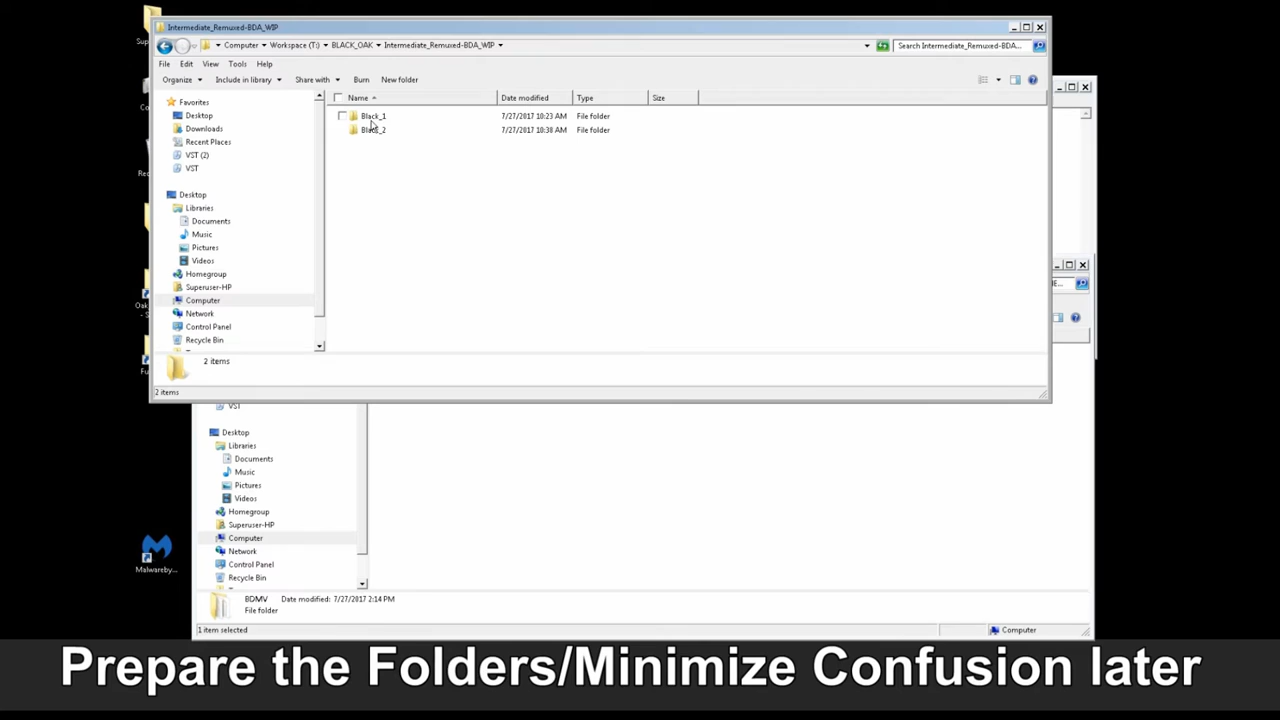 Intermediate_Remuxed-BDA_WIP
Computer Workspace (T:) BLACK_OAK Intermediate_Remuxed-BDA_WIP
Search Intermediate_Remuxed-BDA...
File Edit View Tools Help
Organize Include in library Share with Burn New folder
Name Date modified Type Size
Black_1 7/27/2017 10:23 AM File folder
Black_2 7/27/2017 10:38 AM File folder
Favorites
Desktop
Downloads
Recent Places
VST (2)
VST
Desktop
Libraries
Documents
Music
Pictures
Videos
Homegroup
Superuser-HP
Computer
Network
Control Panel
Recycle Bin
2 items
2 items
VST
Desktop
Libraries
Documents
Music
Pictures
Videos
Homegroup
Superuser-HP
Computer
Network
Control Panel
Recycle Bin
BDMV Date modified: 7/27/2017 2:14 PM
File folder
1 item selected
Computer
Malwareby...
Prepare the Folders/Minimize Confusion later